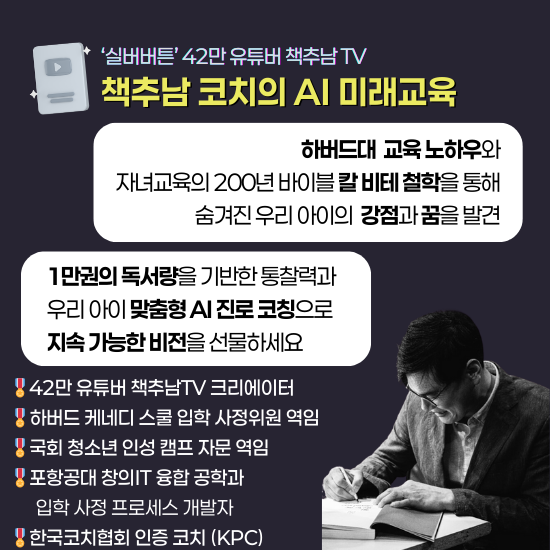 ‘실버버튼’ 42만 유튜버 책추남 TV
책추남 코치의 AI 미래교육
하버드대 교육 노하우와
자녀교육의 200년 바이블 칼 비테 철학을 통해
숨겨진 우리 아이의 강점과 꿈을 발견
1만권의 독서량을 기반한 통찰력과
우리 아이 맞춤형 AI 진로 코칭으로
지속 가능한 비전을 선물하세요
42만 유튜버 책추남TV 크리에이터
하버드 케네디 스쿨 입학 사정위원 역임
국회 청소년 인성 캠프 자문 역임
포항공대 창의IT 융합 공학과
입학 사정 프로세스 개발자
한국코치협회 인증 코치 (KPC)